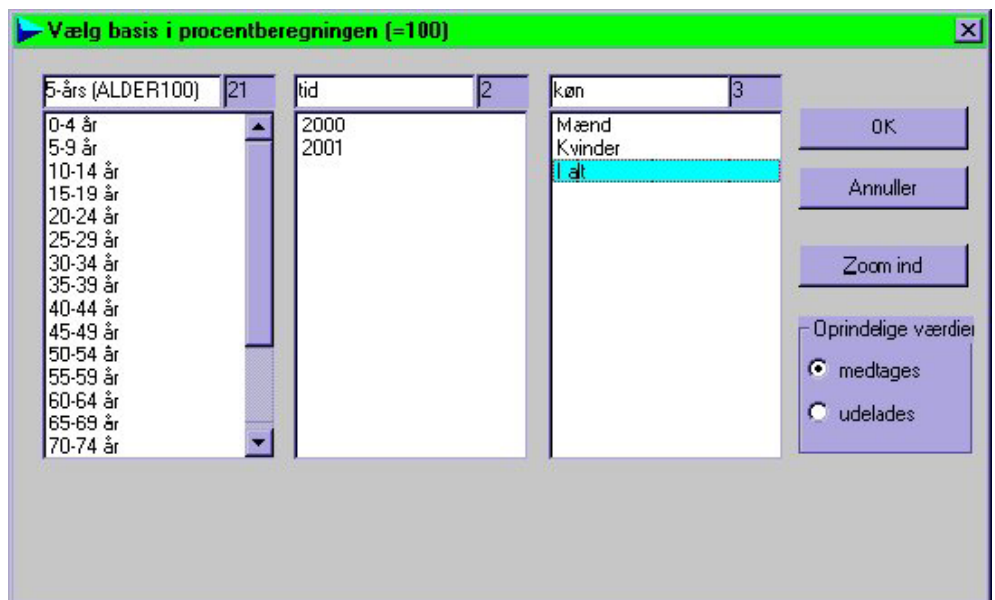 Vælg basis i procentberegningen (=100)
5-års (ALDER100) 21
0-4 år
5-9 år
10-14 år
15-19 år
20-24 år
25-29 år
30-34 år
35-39 år
40-44 år
45-49 år
50-54 år
55-59 år
60-64 år
65-69 år
70-74 år
tid 2
2000
2001
køn 3
Mænd
Kvinder
I alt
OK
Annuller
Zoom ind
Oprindelige værdier
medtages
udelades